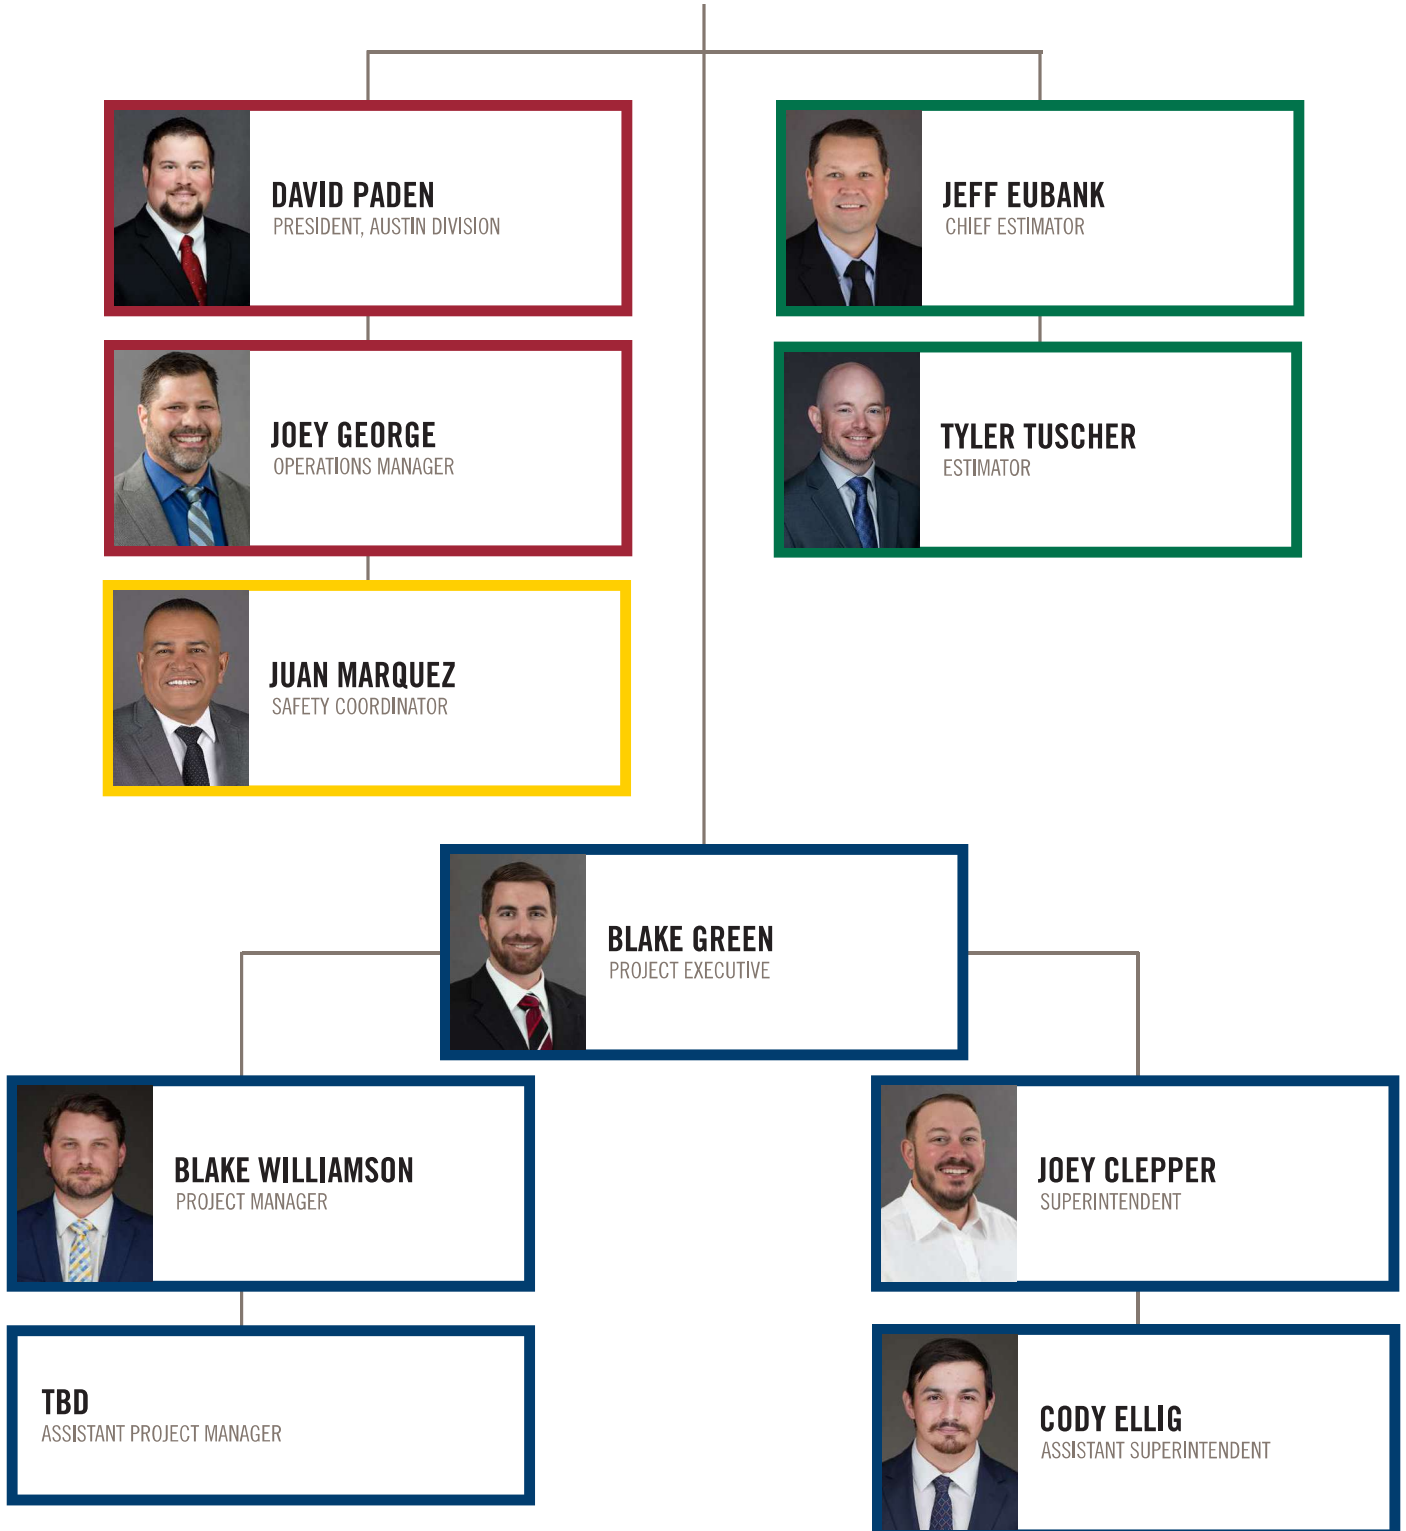 DAVID PADEN
PRESIDENT, AUSTIN DIVISION
JEFF EUBANK
CHIEF ESTIMATOR
JOEY GEORGE
OPERATIONS MANAGER
TYLER TUSCHER
ESTIMATOR
JUAN MARQUEZ
SAFETY COORDINATOR
BLAKE GREEN
PROJECT EXECUTIVE
BLAKE WILLIAMSON
PROJECT MANAGER
JOEY CLEPPER
SUPERINTENDENT
TBD
ASSISTANT PROJECT MANAGER
CODY ELLIG
ASSISTANT SUPERINTENDENT